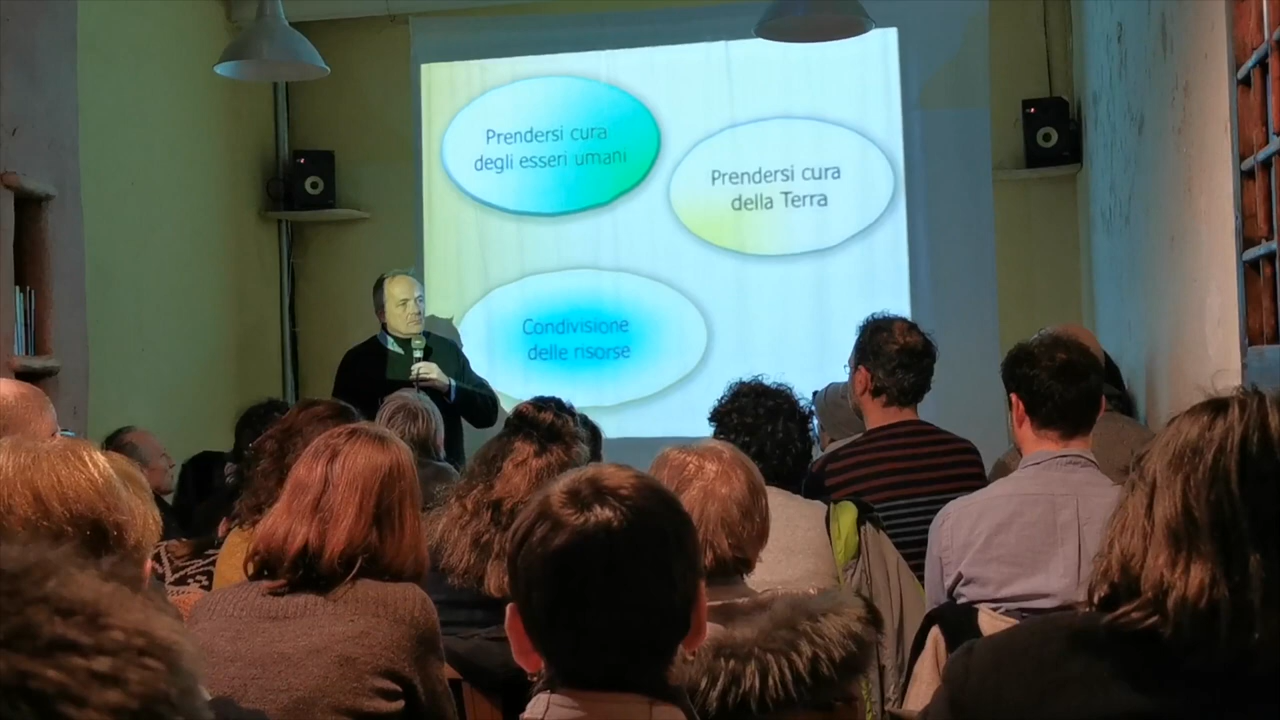 Prendersi cura
degli esseri umani
Prendersi cura
della Terra
Condivisione
delle risorse